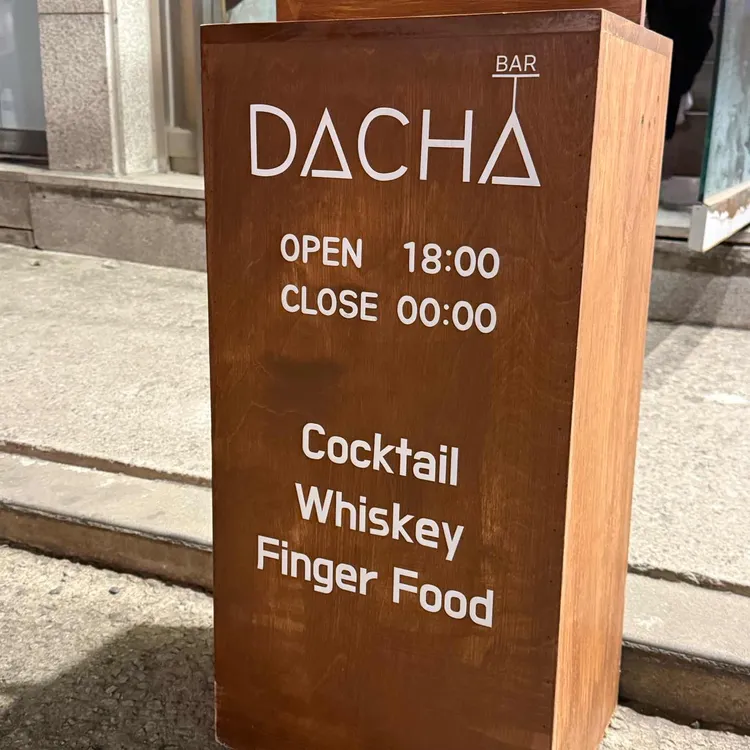 BAR
DACHA
OPEN 18:00
CLOSE 00:00
Cocktail
Whiskey
Finger Food